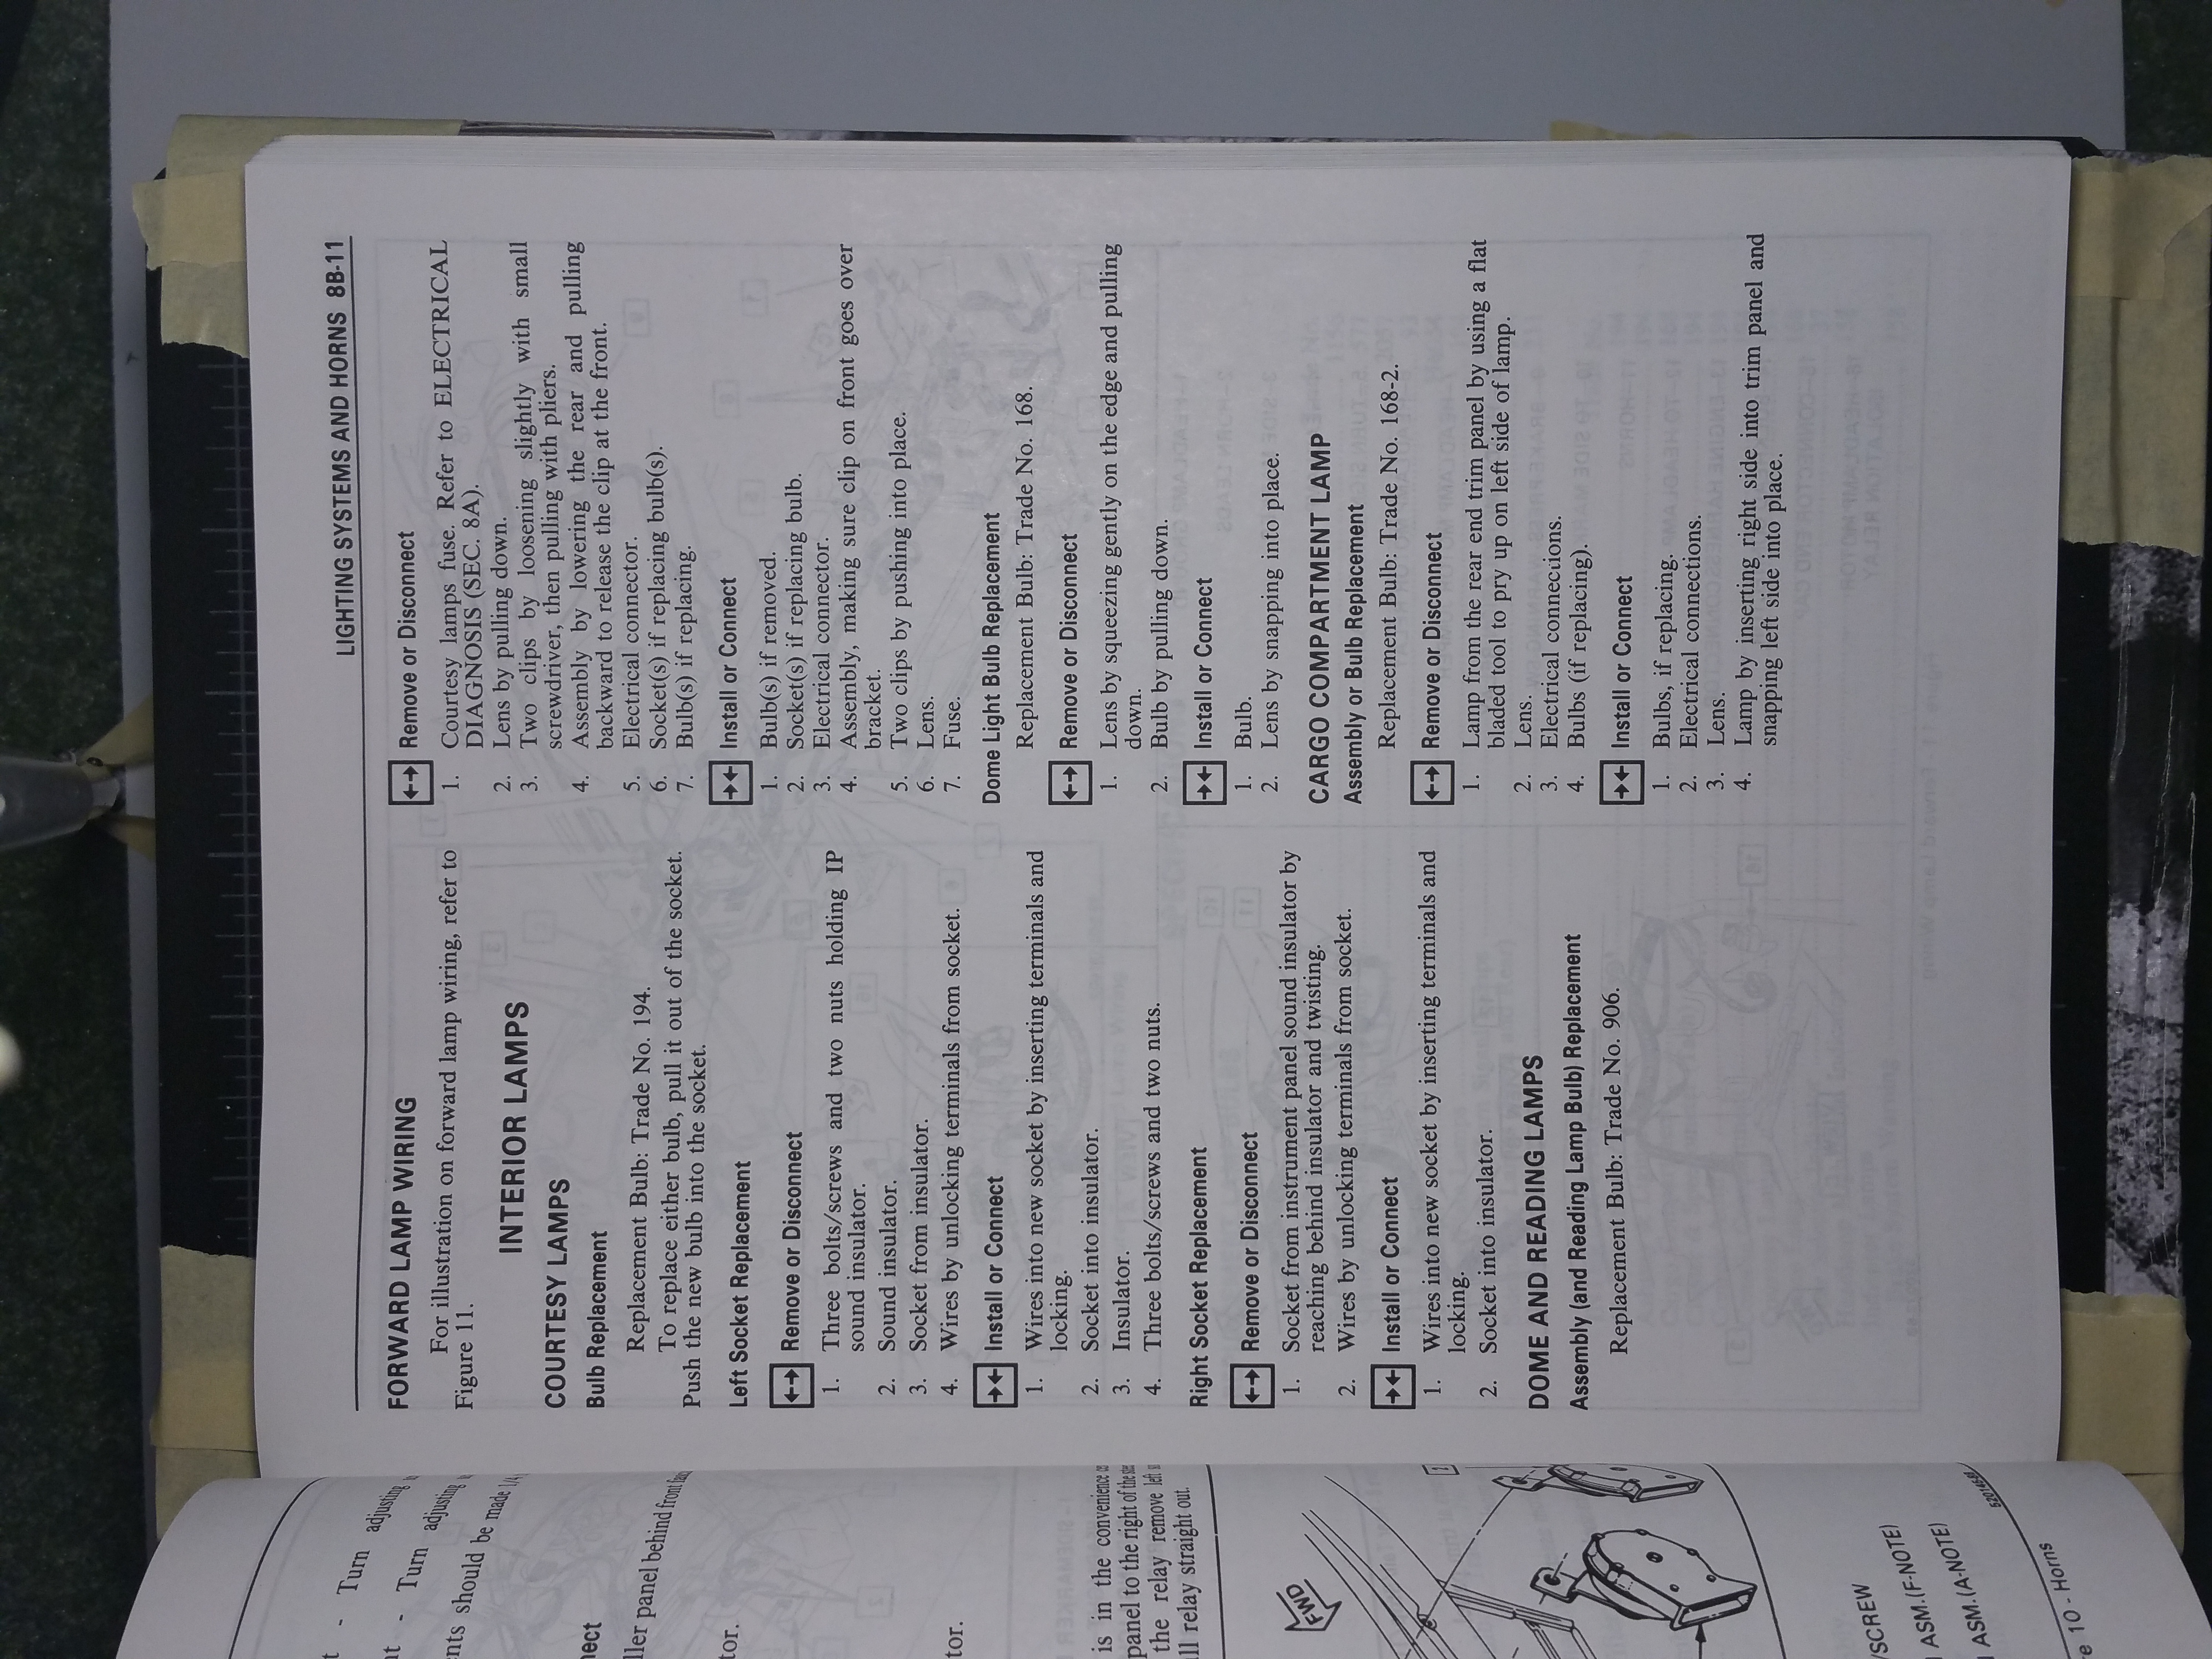 LIGHTING SYSTEMS AND HORNS 8B-11
FORWARD LAMP WIRING
For illustration on forward lamp wiring, refer to
Figure 11.
INTERIOR LAMPS
COURTESY LAMPS
Bulb Replacement
Replacement Bulb: Trade No. 194.
To replace either bulb, pull it out of the socket.
Push the new bulb into the socket.
Left Socket Replacement
Remove or Disconnect
1. Three bolts/screws and two nuts holding IP
sound insulator.
2. Sound insulator.
3. Socket from insulator.
4. Wires by unlocking terminals from socket.
Install or Connect
1. Wires into new socket by inserting terminals and
locking.
2. Socket into insulator.
3. Insulator.
4. Three bolts/screws and two nuts.
Right Socket Replacement
Remove or Disconnect
1. Socket from instrument panel sound insulator by
reaching behind insulator and twisting.
2. Wires by unlocking terminals from socket.
Install or Connect
1. Wires into new socket by inserting terminals and
locking.
2. Socket into insulator.
DOME AND READING LAMPS
Assembly (and Reading Lamp Bulb) Replacement
Replacement Bulb: Trade No. 906.
Remove or Disconnect
1. Courtesy lamps fuse. Refer to ELECTRICAL
DIAGNOSIS (SEC. 8A).
2. Lens by pulling down.
3. Two clips by loosening slightly with small
screwdriver, then pulling with pliers.
4. Assembly by lowering the rear and pulling
backward to release the clip at the front.
5. Electrical connector.
6. Socket(s) if replacing bulb(s).
7. Bulb(s) if replacing.
Install or Connect
1. Bulb(s) if removed.
2. Socket(s) if replacing bulb.
3. Electrical connector.
4. Assembly, making sure clip on front goes over
bracket.
5. Two clips by pushing into place.
6. Lens.
7. Fuse.
Dome Light Bulb Replacement
Replacement Bulb: Trade No. 168.
Remove or Disconnect
1. Lens by squeezing gently on the edge and pulling
down.
2. Bulb by pulling down.
Install or Connect
1. Bulb.
2. Lens by snapping into place.
CARGO COMPARTMENT LAMP
Assembly or Bulb Replacement
Replacement Bulb: Trade No. 168-2.
Remove or Disconnect
1. Lamp from the rear end trim panel by using a flat
bladed tool to pry up on left side of lamp.
2. Lens.
3. Electrical connections.
4. Bulbs (if replacing).
Install or Connect
1. Bulbs, if replacing.
2. Electrical connections.
3. Lens.
4. Lamp by inserting right side into trim panel and
snapping left side into place.
- Turn adjusting
- Turn adjusting
should be made 1/4
panel behind front
is in the convenience
panel to the right of the
the relay remove left
relay straight out.
FWD
1
/SCREW
ASM.(F-NOTE)
ASM.(A-NOTE)
10 - Horns